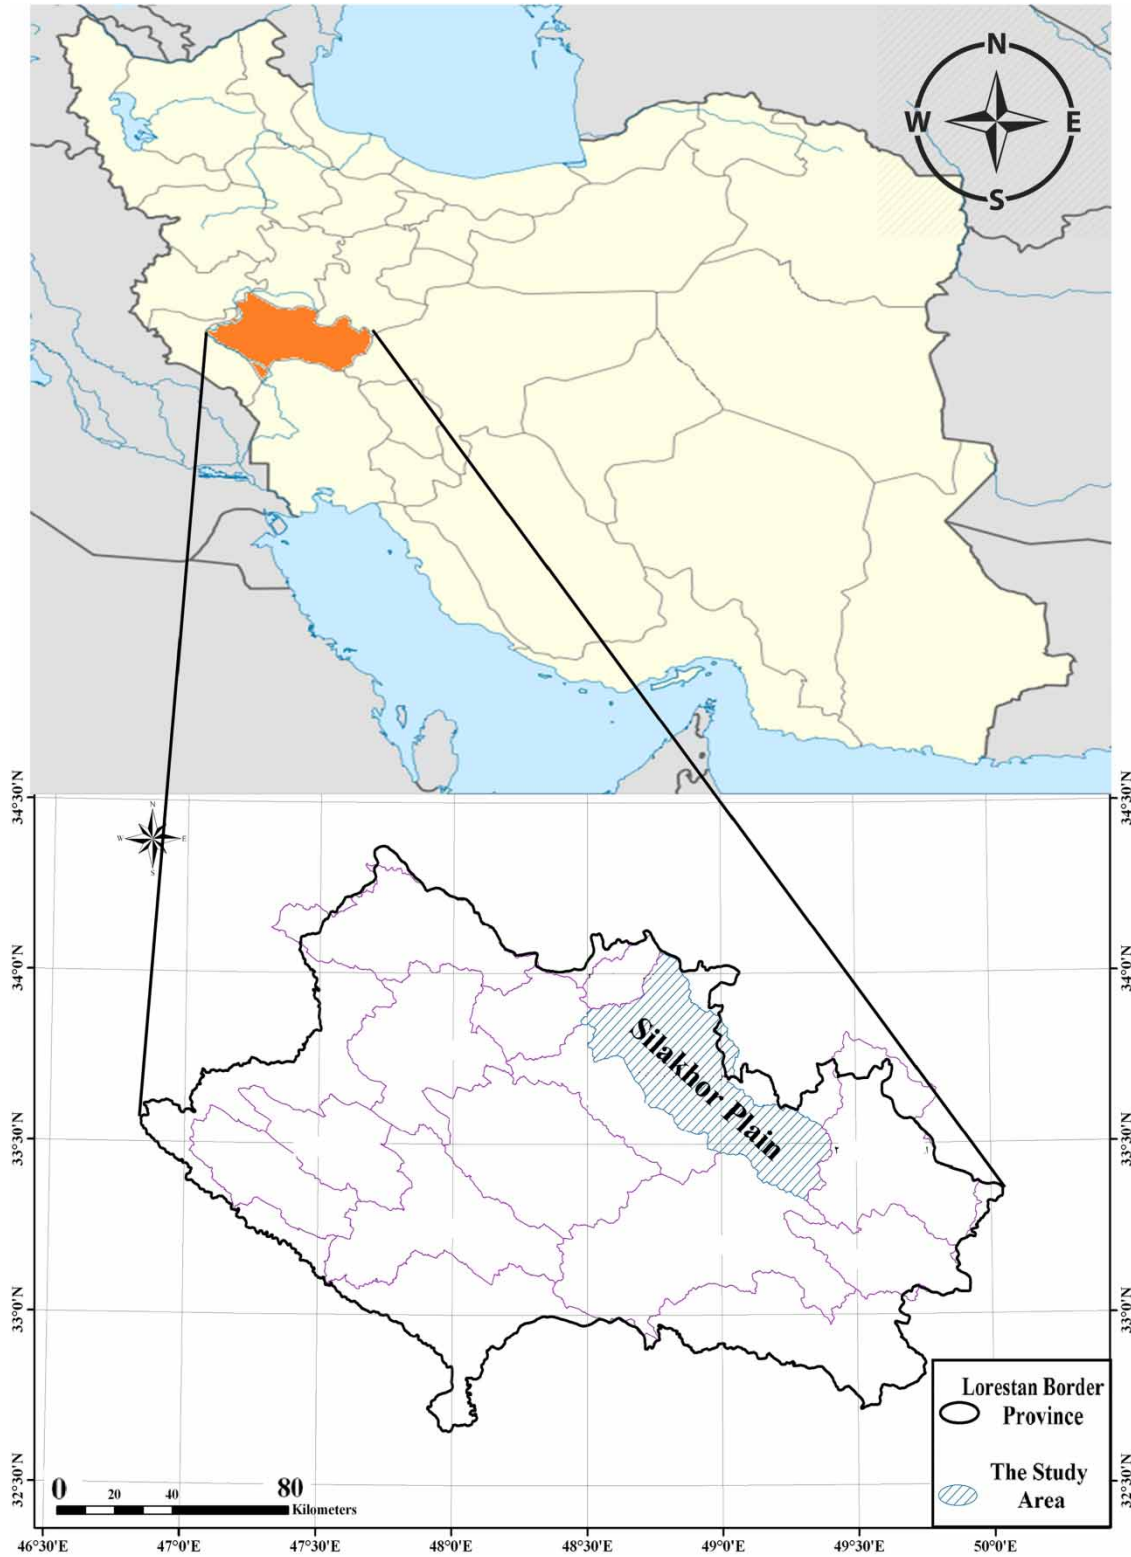 N
W E
S
34°30'N 34°30'N
N
W E
S
34°0'N 34°0'N
Silakhor Plain
33°30'N 33°30'N
۲ ۱
33°0'N 33°0'N
Lorestan Border
Province
The Study
Area
32°30'N 32°30'N
0 20 40 80
Kilometers
46°30'E 47°0'E 47°30'E 48°0'E 48°30'E 49°0'E 49°30'E 50°0'E